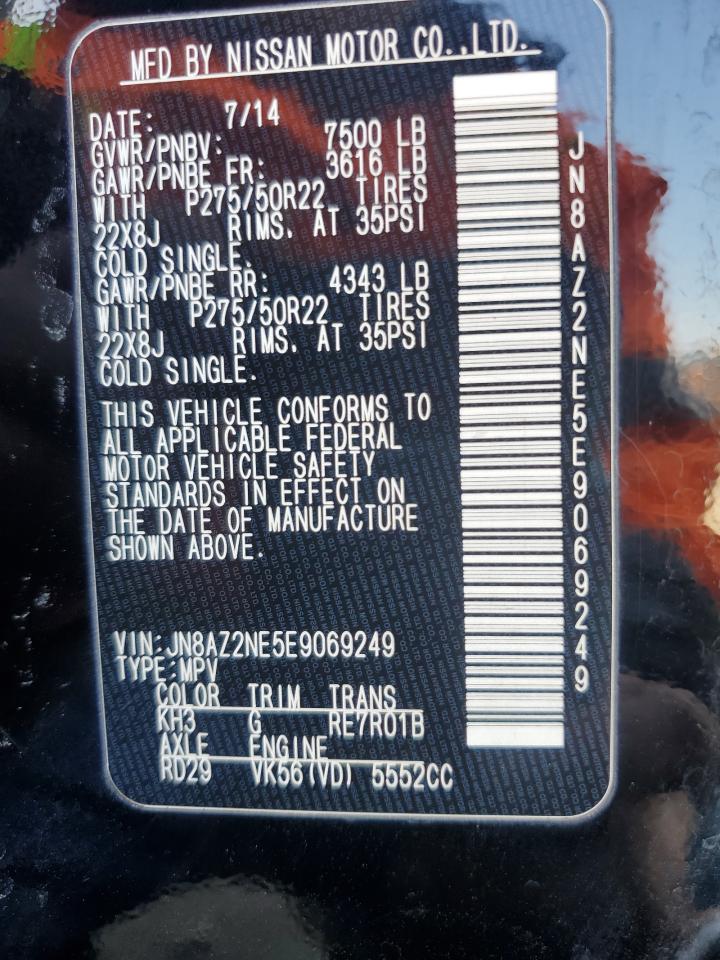 MFD BY NISSAN MOTOR CO.,LTD.
DATE: 7/14
GVWR/PNBV: 7500 LB
GAWR/PNBE FR: 3616 LB
WITH P275/50R22 TIRES
22X8J RIMS. AT 35PSI
COLD SINGLE.
GAWR/PNBE RR: 4343 LB
WITH P275/50R22 TIRES
22X8J RIMS. AT 35PSI
COLD SINGLE.
THIS VEHICLE CONFORMS TO
ALL APPLICABLE FEDERAL
MOTOR VEHICLE SAFETY
STANDARDS IN EFFECT ON
THE DATE OF MANUFACTURE
SHOWN ABOVE.
VIN:JN8AZ2NE5E9069249
TYPE:MPV
COLOR TRIM TRANS
KH3 G RE7R01B
AXLE ENGINE
RD29 VK56(VD) 5552CC
JN8AZ2NE5E9069249